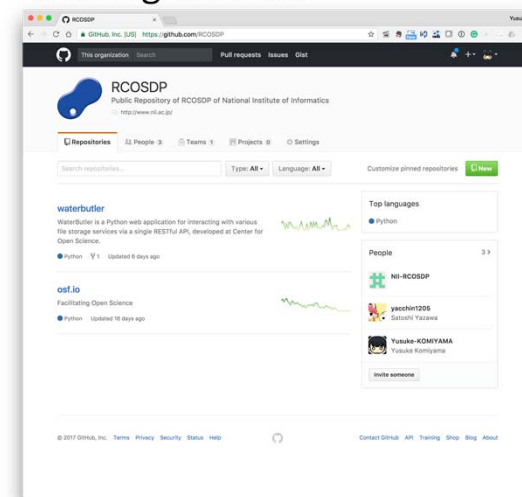 RCOSDP
GitHub, Inc. [US] https://github.com/RCOSDP
This organization Search Pull requests Issues Gist
RCOSDP
Public Repository of RCOSDP of National Institute of Informatics
http://www.nii.ac.jp/
Repositories People 3 Teams 1 Projects 0 Settings
Search repositories... Type: All Language: All Customize pinned repositories New
waterbutler
WaterButler is a Python web application for interacting with various
file storage services via a single RESTful API, developed at Center for
Open Science.
Python 1 Updated 6 days ago
osf.io
Facilitating Open Science
Python Updated 16 days ago
Top languages
Python
People 3
NII-RCOSDP
yacchin1205
Satoshi Yazawa
Yusuke-KOMIYAMA
Yusuke Komiyama
Invite someone
© 2017 GitHub, Inc. Terms Privacy Security Status Help
Contact GitHub API Training Shop Blog About